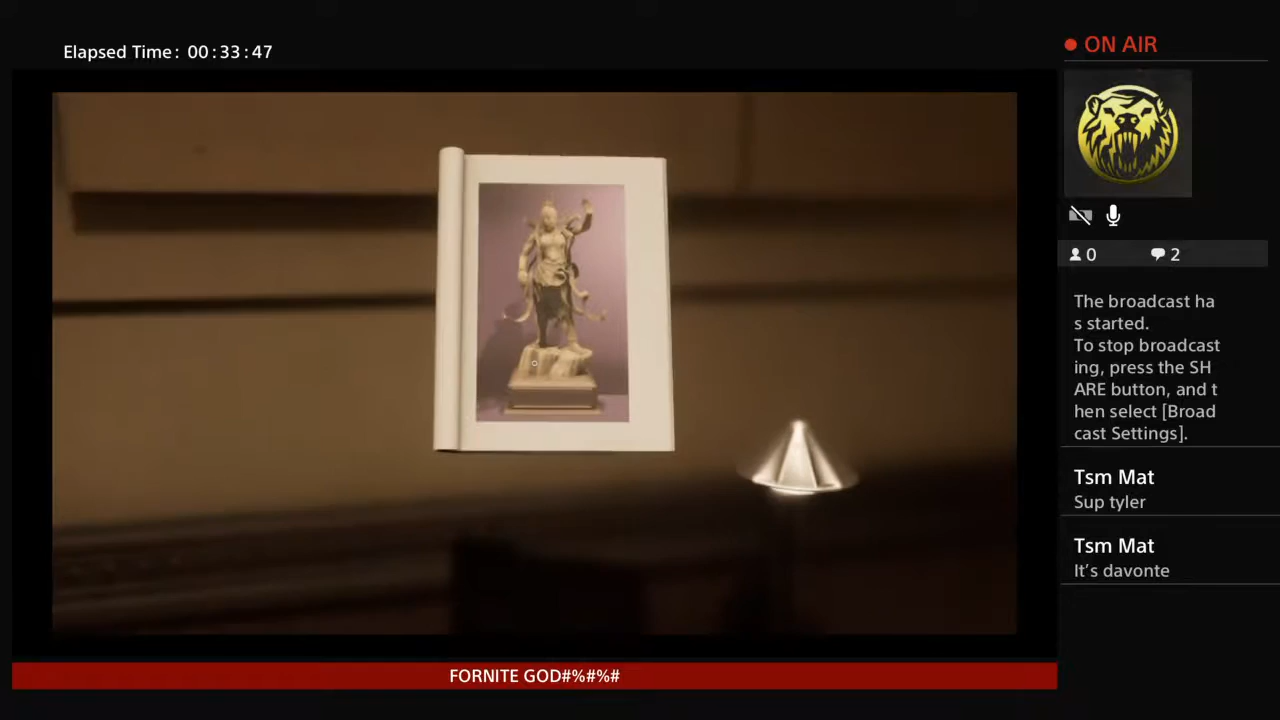 Elapsed Time: 00:33:47
ON AIR
0
2
The broadcast ha
s started.
To stop broadcast
ing, press the SH
ARE button, and t
hen select [Broad
cast Settings].
Tsm Mat
Sup tyler
Tsm Mat
It’s davonte
FORNITE GOD#%#%#